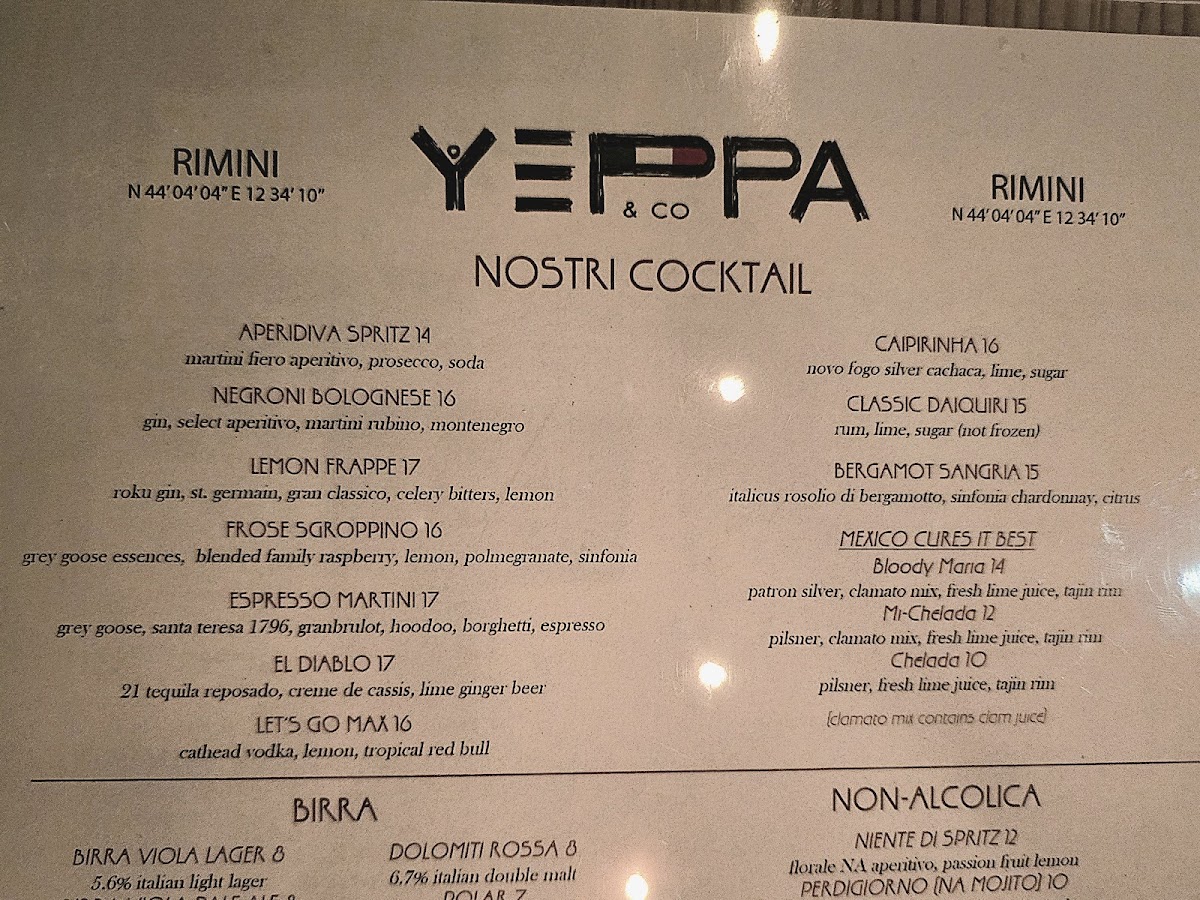 RIMINI
N 44' 04' 04" E 12 34' 10"
YEPPA
& CO
RIMINI
N 44' 04' 04" E 12 34' 10"
NOSTRI COCKTAIL
APERIDIVA SPRITZ 14
martini fiero aperitivo, prosecco, soda
NEGRONI BOLOGNESE 16
gin, select aperitivo, martini rubino, montenegro
LEMON FRAPPE 17
roku gin, st. germain, gran classico, celery bitters, lemon
FROSE SGROPPINO 16
grey goose essences, blended family raspberry, lemon, polmegranate, sinfonia
ESPRESSO MARTINI 17
grey goose, santa teresa 1796, granbrulot, hoodoo, borghetti, espresso
EL DIABLO 17
21 tequila reposado, creme de cassis, lime ginger beer
LET'S GO MAX 16
cathead vodka, lemon, tropical red bull
CAIPIRINHA 16
novo fogo silver cachaca, lime, sugar
CLASSIC DAIQUIRI 15
rum, lime, sugar (not frozen)
BERGAMOT SANGRIA 15
italicus rosolio di bergamotto, sinfonia chardonnay, citrus
MEXICO CURES IT BEST
Bloody Maria 14
patron silver, clamato mix, fresh lime juice, tajin rim
Mi-Chelada 12
pilsner, clamato mix, fresh lime juice, tajin rim
Chelada 10
pilsner, fresh lime juice, tajin rim
(clamato mix contains clam juice)
BIRRA
BIRRA VIOLA LAGER 8
5.6% italian light lager
BIRRA VIOLA PALE ALE 8
DOLOMITI ROSSA 8
6.7% italian double malt
POLAR 7
NON-ALCOLICA
NIENTE DI SPRITZ 12
florale NA aperitivo, passion fruit lemon
PERDIGIORNO (NA MOJITO) 10